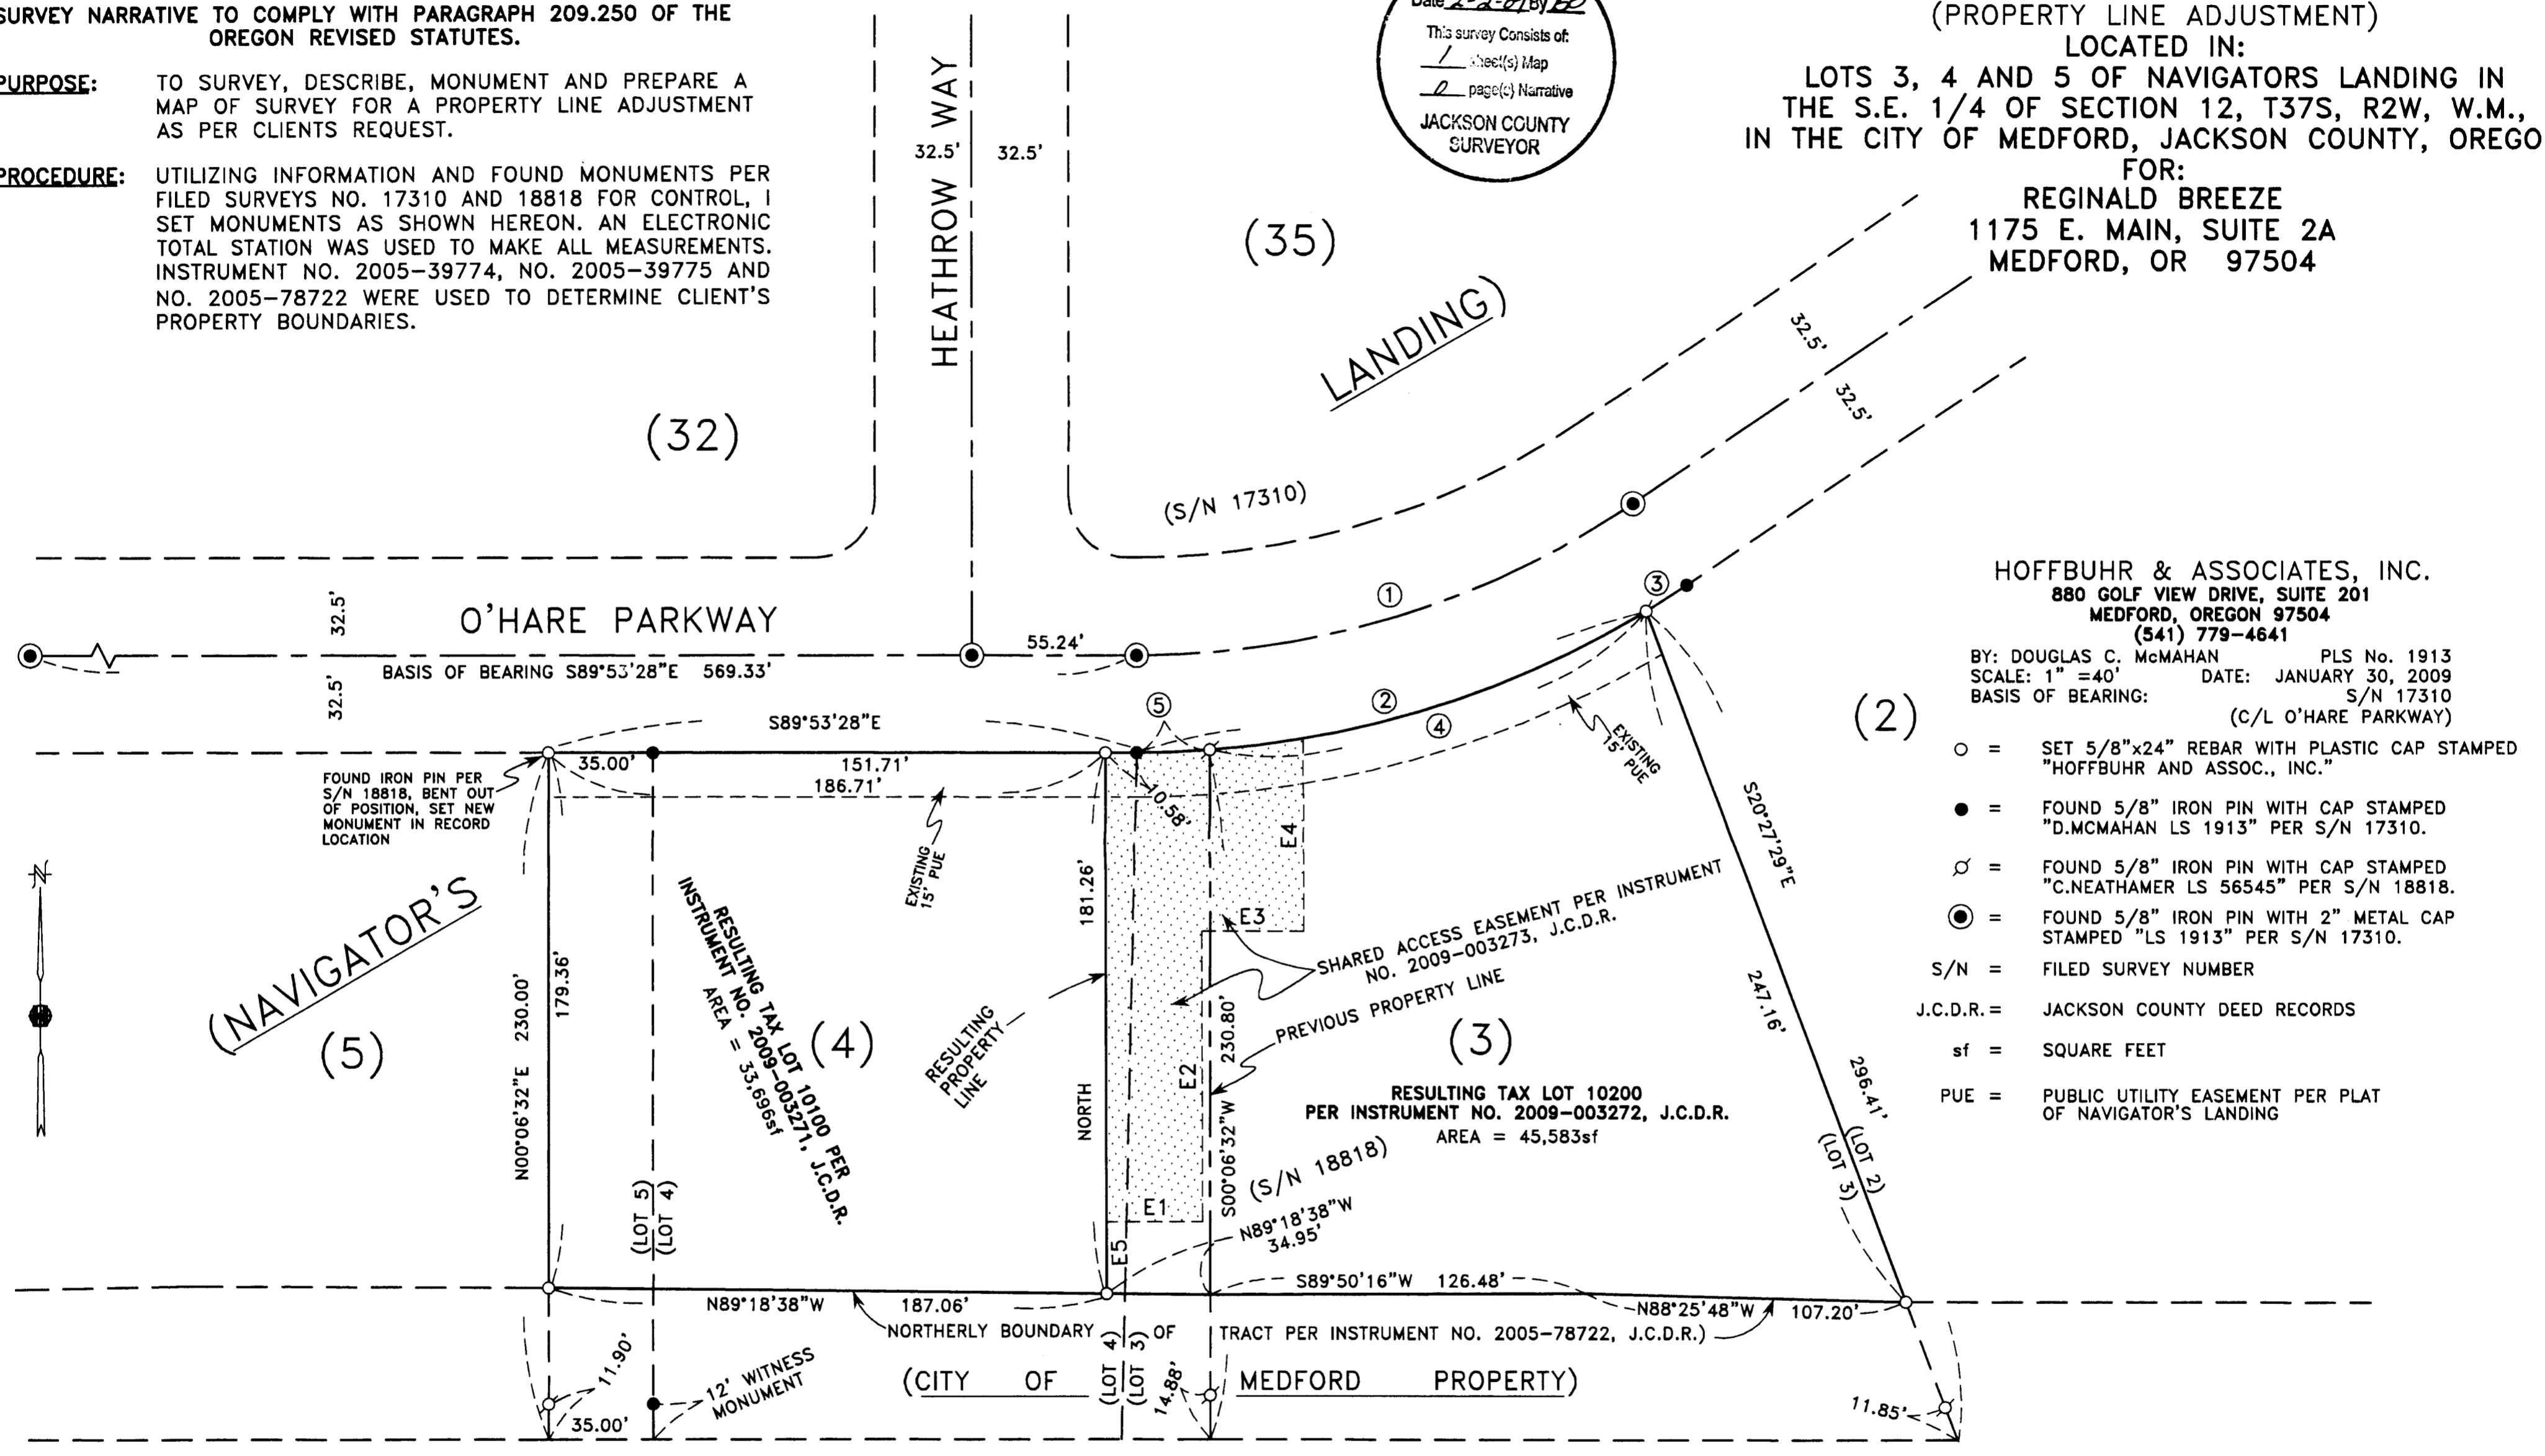 SURVEY NARRATIVE TO COMPLY WITH PARAGRAPH 209.250 OF THE
OREGON REVISED STATUTES.
PURPOSE: TO SURVEY, DESCRIBE, MONUMENT AND PREPARE A
MAP OF SURVEY FOR A PROPERTY LINE ADJUSTMENT
AS PER CLIENTS REQUEST.
PROCEDURE: UTILIZING INFORMATION AND FOUND MONUMENTS PER
FILED SURVEYS NO. 17310 AND 18818 FOR CONTROL, I
SET MONUMENTS AS SHOWN HEREON. AN ELECTRONIC
TOTAL STATION WAS USED TO MAKE ALL MEASUREMENTS.
INSTRUMENT NO. 2005-39774, NO. 2005-39775 AND
NO. 2005-78722 WERE USED TO DETERMINE CLIENT'S
PROPERTY BOUNDARIES.
HEATHROW WAY
32.5' 32.5'
This survey Consists of:
1 sheet(s) Map
0 page(s) Narrative
JACKSON COUNTY
SURVEYOR
(PROPERTY LINE ADJUSTMENT)
LOCATED IN:
LOTS 3, 4 AND 5 OF NAVIGATORS LANDING IN
THE S.E. 1/4 OF SECTION 12, T37S, R2W, W.M.,
IN THE CITY OF MEDFORD, JACKSON COUNTY, OREGO
FOR:
REGINALD BREEZE
1175 E. MAIN, SUITE 2A
MEDFORD, OR 97504
(35)
(32)
LANDING)
(S/N 17310)
32.5'
32.5'
HOFFBUHR & ASSOCIATES, INC.
880 GOLF VIEW DRIVE, SUITE 201
MEDFORD, OREGON 97504
(541) 779-4641
BY: DOUGLAS C. McMAHAN PLS No. 1913
SCALE: 1" =40' DATE: JANUARY 30, 2009
BASIS OF BEARING: S/N 17310
(C/L O'HARE PARKWAY)
(2)
= SET 5/8"x24" REBAR WITH PLASTIC CAP STAMPED
"HOFFBUHR AND ASSOC., INC."
= FOUND 5/8" IRON PIN WITH CAP STAMPED
"D.MCMAHAN LS 1913" PER S/N 17310.
= FOUND 5/8" IRON PIN WITH CAP STAMPED
"C.NEATHAMER LS 56545" PER S/N 18818.
= FOUND 5/8" IRON PIN WITH 2" METAL CAP
STAMPED "LS 1913" PER S/N 17310.
S/N = FILED SURVEY NUMBER
J.C.D.R.= JACKSON COUNTY DEED RECORDS
sf = SQUARE FEET
PUE = PUBLIC UTILITY EASEMENT PER PLAT
OF NAVIGATOR'S LANDING
32.5'
32.5'
O'HARE PARKWAY
BASIS OF BEARING S89°53'28"E 569.33'
55.24'
1
2
3
4
5
S89°53'28"E
35.00' 151.71'
186.71'
10.58'
FOUND IRON PIN PER
S/N 18818, BENT OUT
OF POSITION, SET NEW
MONUMENT IN RECORD
LOCATION
EXISTING
15' PUE
EXISTING
15' PUE
N
(NAVIGATOR'S
(5)
N00°06'32"E 230.00'
179.36'
RESULTING TAX LOT 10100 PER
INSTRUMENT NO. 2009-003271, J.C.D.R.
AREA = 33,696sf
(4)
(LOT 5)
(LOT 4)
RESULTING
PROPERTY
LINE
NORTH
181.26'
E4
E3
E2
E1
E5
SHARED ACCESS EASEMENT PER INSTRUMENT
NO. 2009-003273, J.C.D.R.
PREVIOUS PROPERTY LINE
S00°06'32"W 230.80'
(3)
RESULTING TAX LOT 10200
PER INSTRUMENT NO. 2009-003272, J.C.D.R.
AREA = 45,583sf
(S/N 18818)
N89°18'38"W
34.95'
S20°27'29"E
247.16'
296.41'
(LOT 2)
(LOT 3)
S89°50'16"W 126.48'
N88°25'48"W 107.20'
N89°18'38"W 187.06'
NORTHERLY BOUNDARY OF TRACT PER INSTRUMENT NO. 2005-78722, J.C.D.R.)
(LOT 4)
(LOT 3)
(CITY OF MEDFORD PROPERTY)
11.90'
12' WITNESS
MONUMENT
35.00'
14.88'
11.85'